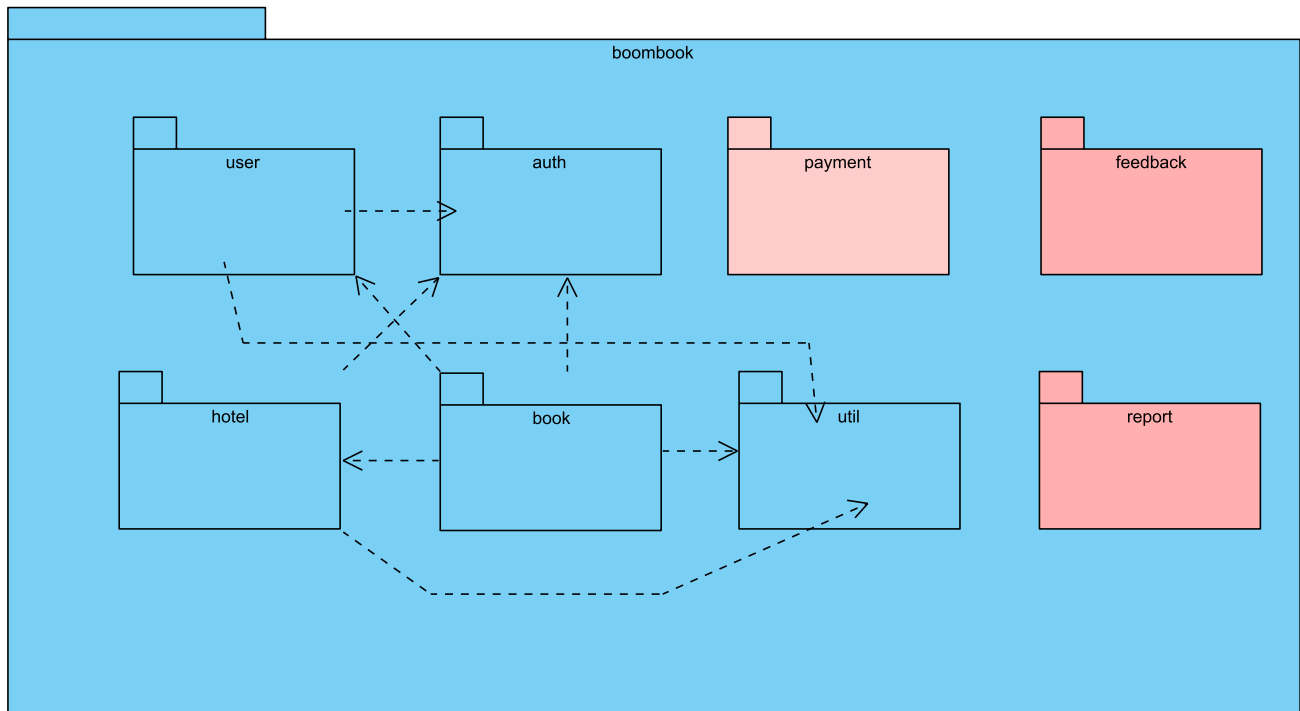 boombook
user
auth
payment
feedback
hotel
book
util
report